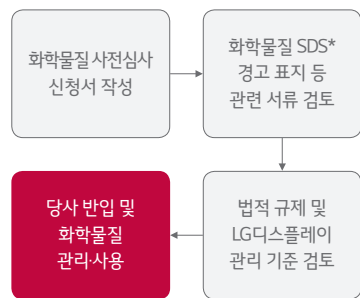 화학물질 사전심사
신청서 작성
화학물질 SDS*
경고 표지 등
관련 서류 검토
당사 반입 및
화학물질
관리·사용
법적 규제 및
LG디스플레이
관리 기준 검토